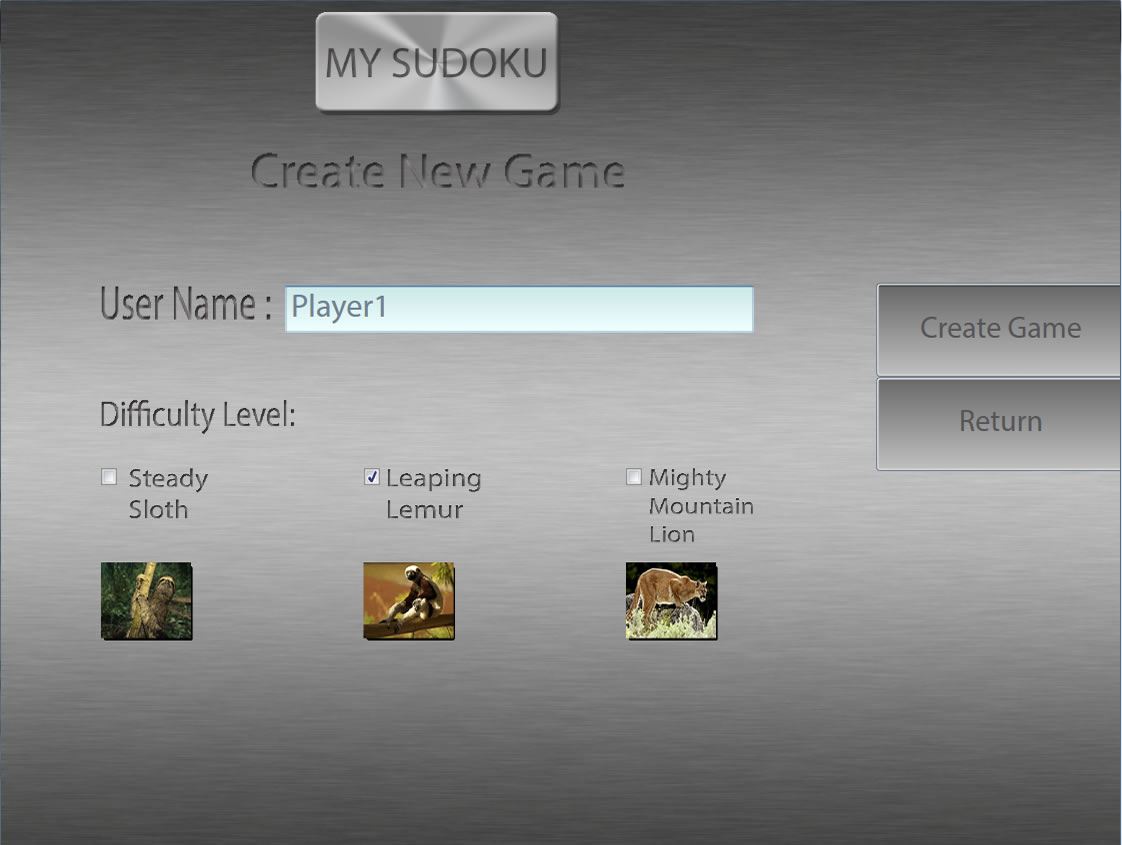 MY SUDOKU
Create New Game
User Name :
Player1
Create Game
Return
Difficulty Level:
Steady
Sloth
Leaping
Lemur
Mighty
Mountain
Lion